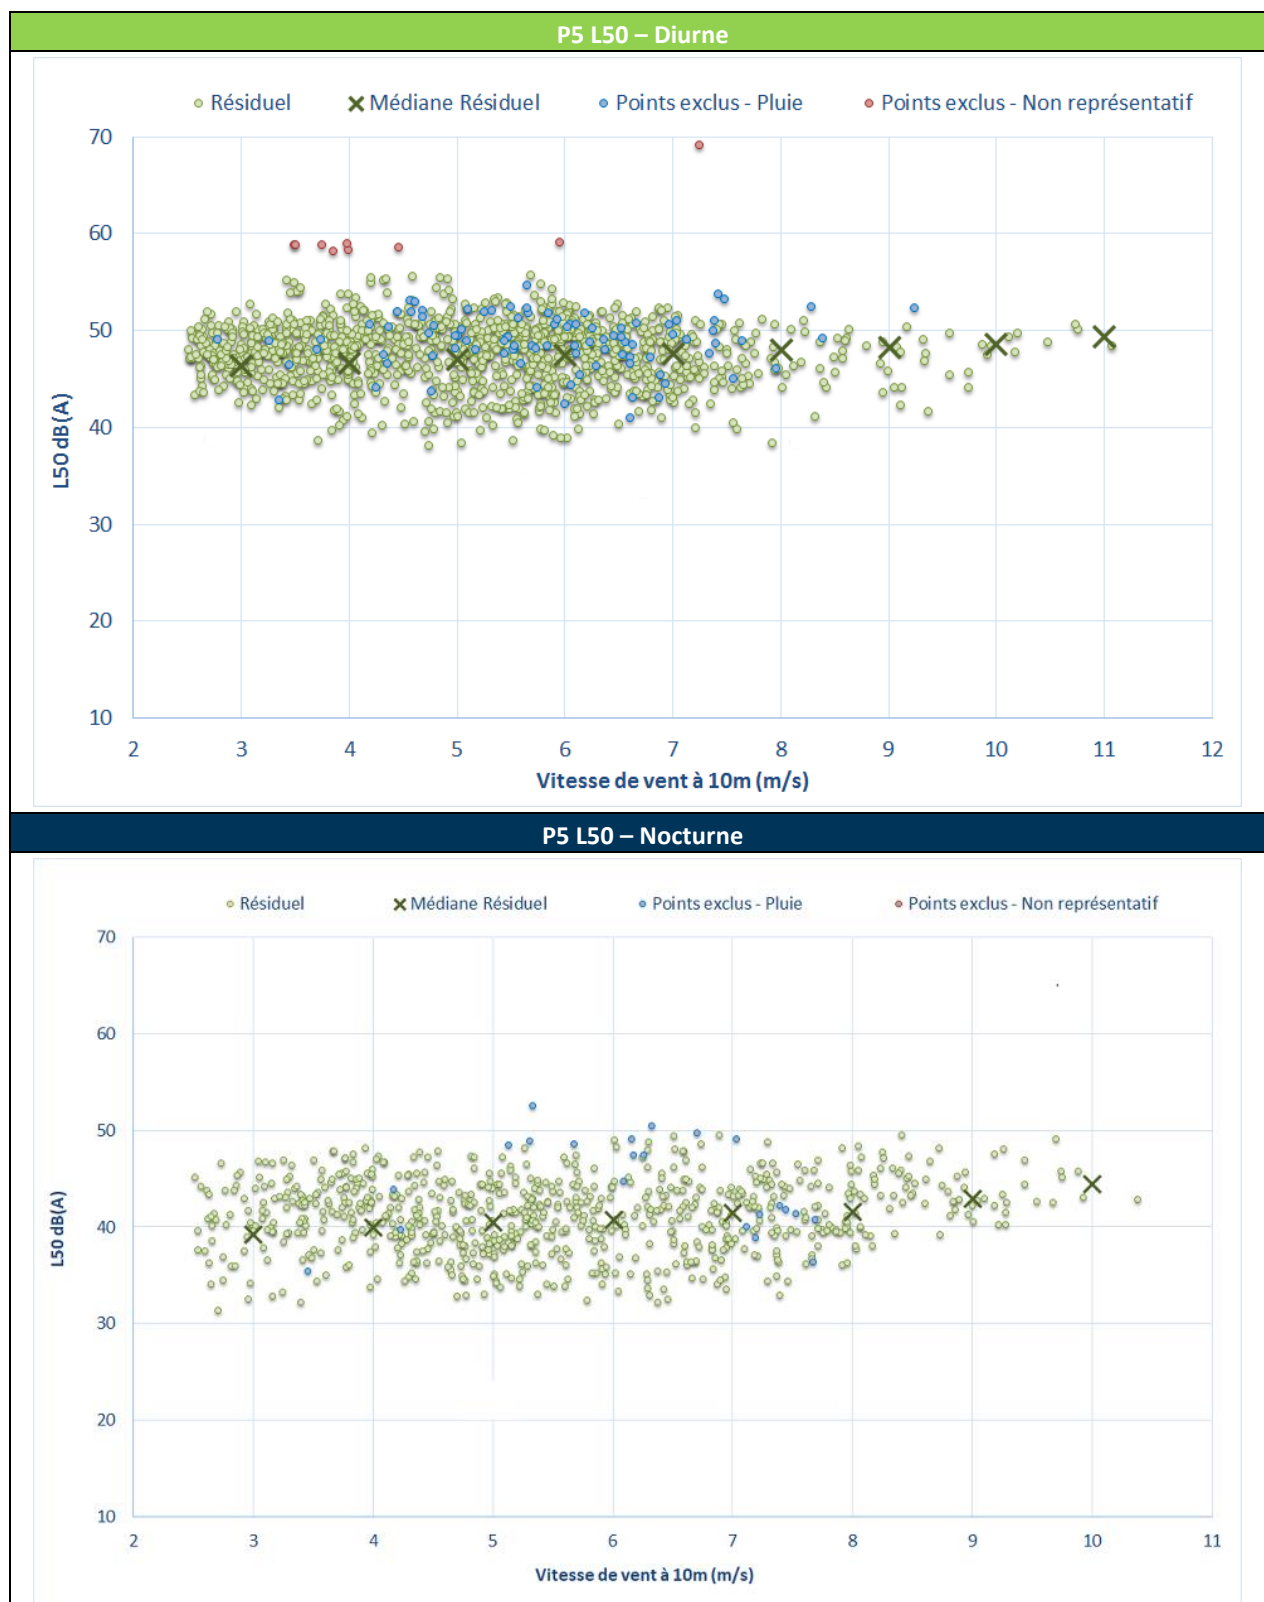 P5 L50 – Diurne
Résiduel Médiane Résiduel Points exclus - Pluie Points exclus - Non représentatif
70
60
50
40
30
20
10
L50 dB(A)
2 3 4 5 6 7 8 9 10 11 12
Vitesse de vent à 10m (m/s)
P5 L50 – Nocturne
Résiduel Médiane Résiduel Points exclus - Pluie Points exclus - Non représentatif
70
60
50
40
30
20
10
L50 dB(A)
2 3 4 5 6 7 8 9 10 11
Vitesse de vent à 10m (m/s)